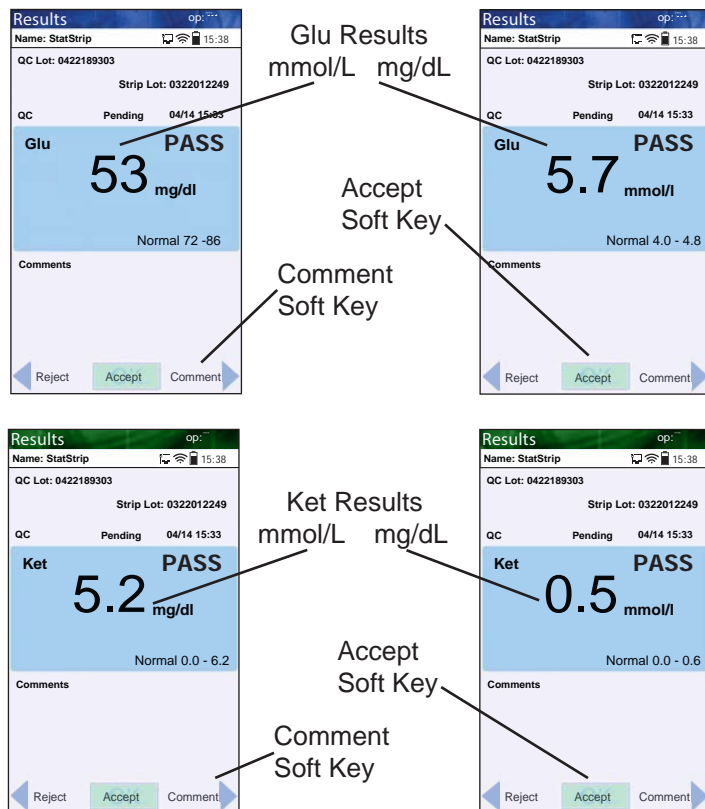 Results op:
Name: StatStrip 15:38
QC Lot: 0422189303
Strip Lot: 0322012249
QC Pending 04/14 15:33
Glu PASS
53 mg/dl
Normal 72 -86
Comments
Reject Accept Comment
Glu Results
mmol/L mg/dL
Accept
Soft Key
Comment
Soft Key
Results op:
Name: StatStrip 15:38
QC Lot: 0422189303
Strip Lot: 0322012249
QC Pending 04/14 15:33
Glu PASS
5.7 mmol/l
Normal 4.0 - 4.8
Comments
Reject Accept Comment
Results op:
Name: StatStrip 15:38
QC Lot: 0422189303
Strip Lot: 0322012249
QC Pending 04/14 15:33
Ket PASS
5.2 mg/dl
Normal 0.0 - 6.2
Comments
Reject Accept Comment
Ket Results
mmol/L mg/dL
Accept
Soft Key
Comment
Soft Key
Results op:
Name: StatStrip 15:38
QC Lot: 0422189303
Strip Lot: 0322012249
QC Pending 04/14 15:33
Ket PASS
0.5 mmol/l
Normal 0.0 - 0.6
Comments
Reject Accept Comment